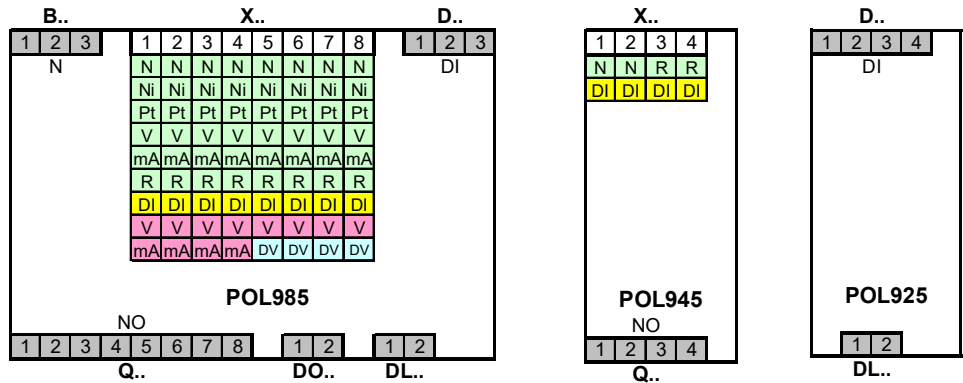 B.. X.. D.. X.. D..
1 2 3 1 2 3 4 5 6 7 8 1 2 3 1 2 3 4 1 2 3 4
N N N N N N N N N DI N N R R DI
Ni Ni Ni Ni Ni Ni Ni Ni DI DI DI DI
Pt Pt Pt Pt Pt Pt Pt Pt
V V V V V V V V
mA mA mA mA mA mA mA mA
R R R R R R R R
DI DI DI DI DI DI DI DI
V V V V V V V V
mA mA mA mA DV DV DV DV
POL985 POL945 POL925
NO NO
1 2 3 4 5 6 7 8 1 2 1 2 1 2 3 4 1 2
Q.. DO.. DL.. Q.. DL..